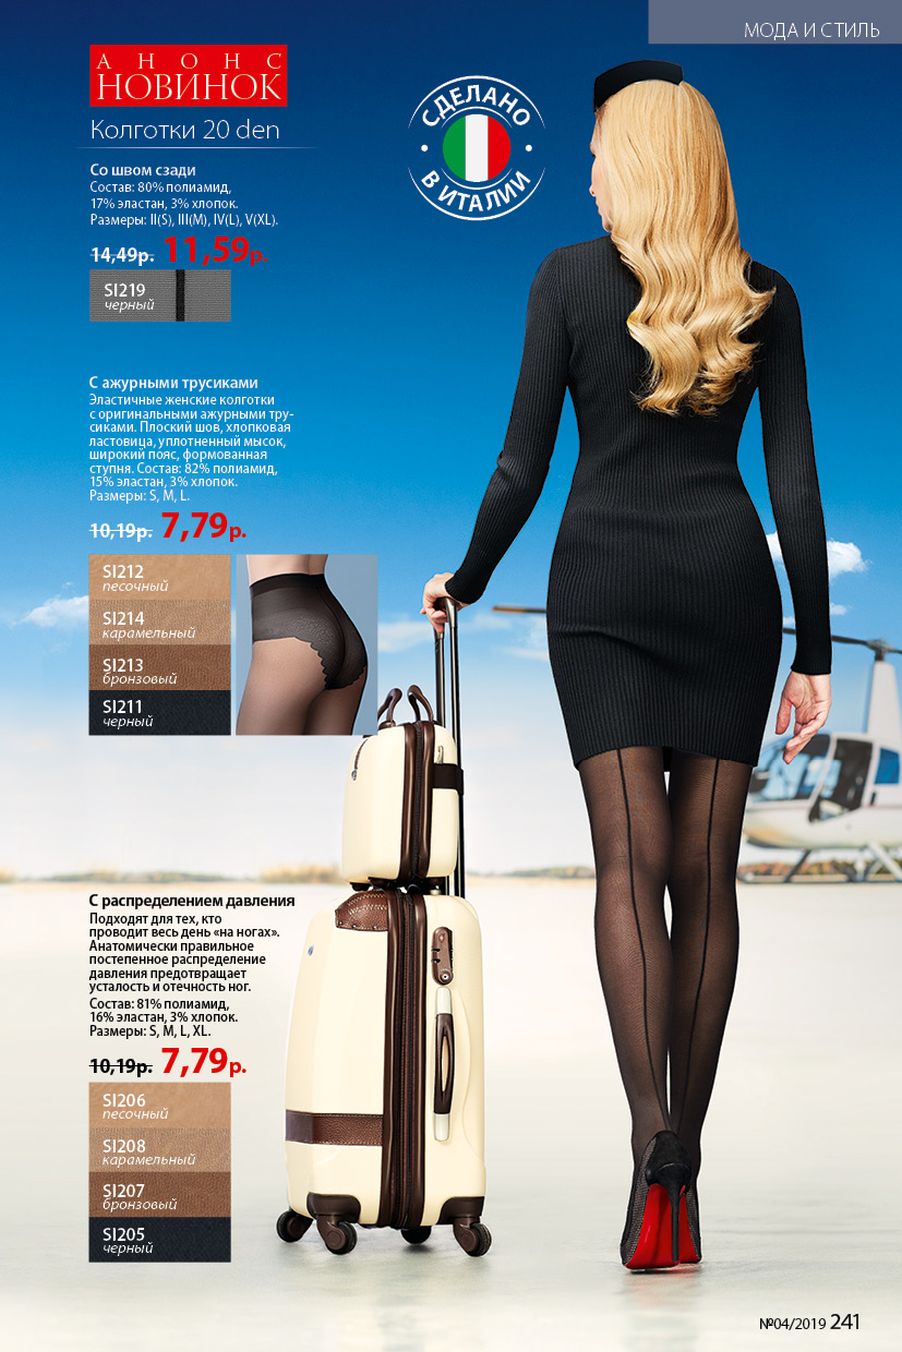 МОДА И СТИЛЬ
АНОНС
НОВИНОК
Колготки 20 den
СДЕЛАНО
В ИТАЛИИ
Со швом сзади
Состав: 80% полиамид,
17% эластан, 3% хлопок.
Размеры: II(S), III(M), IV(L), V(XL).
14,49р. 11,59р.
SI219
черный
С ажурными трусиками
Эластичные женские колготки
с оригинальными ажурными тру-
сиками. Плоский шов, хлопковая
ластовица, уплотненный мысок,
широкий пояс, формованная
ступня. Состав: 82% полиамид,
15% эластан, 3% хлопок.
Размеры: S, M, L.
10,19р. 7,79р.
SI212
песочный
SI214
карамельный
SI213
бронзовый
SI211
черный
С распределением давления
Подходят для тех, кто
проводит весь день «на ногах».
Анатомически правильное
постепенное распределение
давления предотвращает
усталость и отечность ног.
Состав: 81% полиамид,
16% эластан, 3% хлопок.
Размеры: S, M, L, XL.
10,19р. 7,79р.
SI206
песочный
SI208
карамельный
SI207
бронзовый
SI205
черный
№04/2019 241